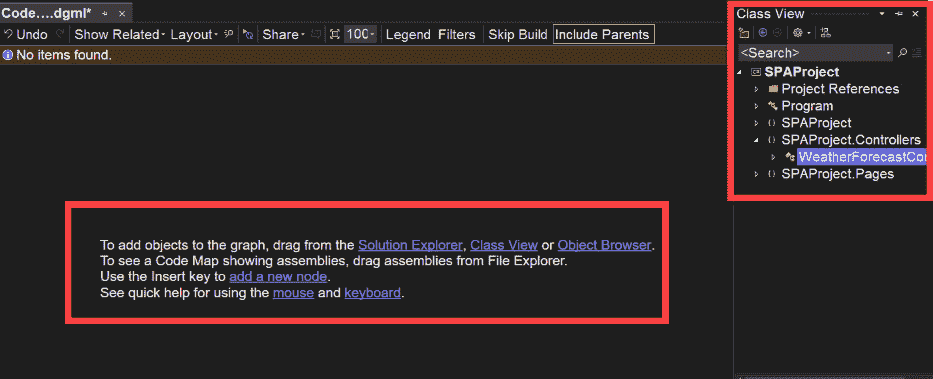 Code....dgml*
Undo Show Related Layout Share 100 Legend Filters Skip Build Include Parents
No items found.
To add objects to the graph, drag from the Solution Explorer, Class View or Object Browser.
To see a Code Map showing assemblies, drag assemblies from File Explorer.
Use the Insert key to add a new node.
See quick help for using the mouse and keyboard.
Class View
<Search>
SPAProject
Project References
Program
SPAProject
SPAProject.Controllers
WeatherForecastCon
SPAProject.Pages